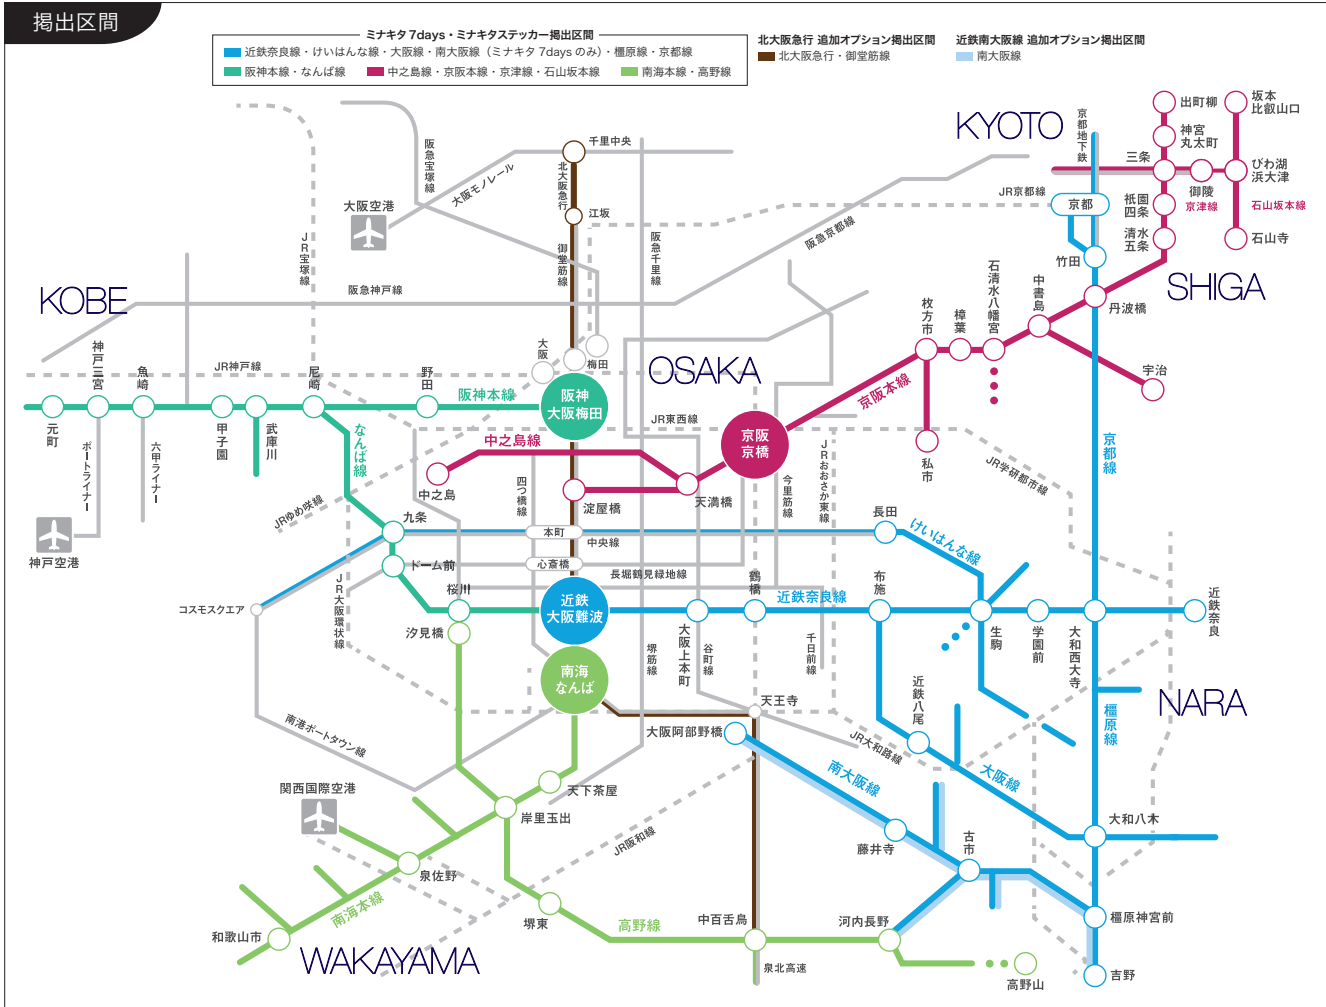 掲出区間
ミナキタ 7days・ミナキタステッカー掲出区間
近鉄奈良線・けいはんな線・大阪線・南大阪線（ミナキタ 7days のみ）・橿原線・京都線
阪神本線・なんば線
中之島線・京阪本線・京津線・石山坂本線
南海本線・高野線
北大阪急行 追加オプション掲出区間
北大阪急行・御堂筋線
近鉄南大阪線 追加オプション掲出区間
南大阪線
KYOTO
KOBE
OSAKA
SHIGA
NARA
WAKAYAMA
出町柳
坂本
比叡山口
神宮
丸太町
三条
びわ湖
浜大津
御陵
京津線
石山坂本線
祇園
四条
清水
五条
石山寺
京都地下鉄
JR京都線
京都
竹田
丹波橋
中書島
石清水八幡宮
樟葉
枚方市
宇治
私市
京阪本線
京都線
千里中央
北大阪急行
江坂
御堂筋線
阪急宝塚線
大阪モノレール
大阪空港
JR宝塚線
阪急千里線
阪急京都線
阪急神戸線
JR神戸線
大阪
梅田
阪神
大阪梅田
阪神本線
元町
神戸三宮
魚崎
甲子園
武庫川
尼崎
野田
ポートライナー
六甲ライナー
神戸空港
なんば線
JRゆめ咲線
中之島線
中之島
淀屋橋
天満橋
京阪
京橋
JR東西線
四つ橋線
今里筋線
JRおおさか東線
JR学研都市線
九条
本町
中央線
長田
けいはんな線
ドーム前
心斎橋
長堀鶴見緑地線
鶴橋
コスモスクエア
JR大阪環状線
桜川
汐見橋
近鉄
大阪難波
近鉄奈良線
布施
生駒
学園前
大和西大寺
近鉄奈良
南海
なんば
堺筋線
大阪上本町
谷町線
千日前線
天王寺
大阪阿部野橋
近鉄八尾
JR大和路線
橿原線
南港ポートタウン線
関西国際空港
天下茶屋
岸里玉出
南大阪線
大阪線
大和八木
JR阪和線
藤井寺
古市
泉佐野
南海本線
和歌山市
堺東
高野線
中百舌鳥
泉北高速
河内長野
高野山
橿原神宮前
吉野